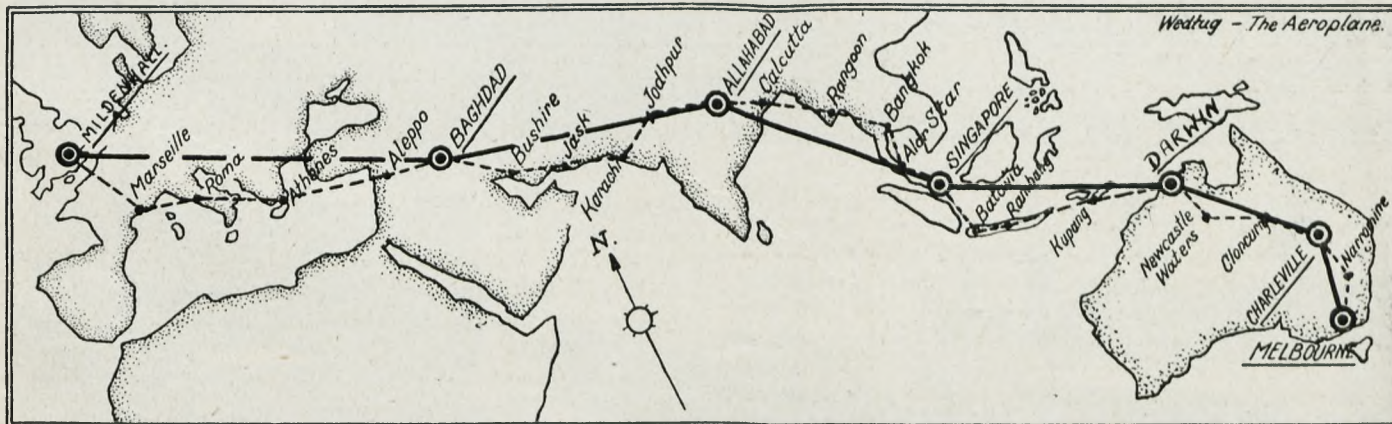 Według - The Aeroplane.
MILDENHALL
Marseille
Roma
Athenes
Aleppo
BAGHDAD
Bushire
Jask
Karachi
Jodhpur
ALLAHABAD
Calcutta
Rangoon
Bangkok
Alor Star
SINGAPORE
Batavia
Rambang
Kupang
DARWIN
Newcastle
Waters
Cloncurry
CHARLEVILLE
Narromine
MELBOURNE
N.